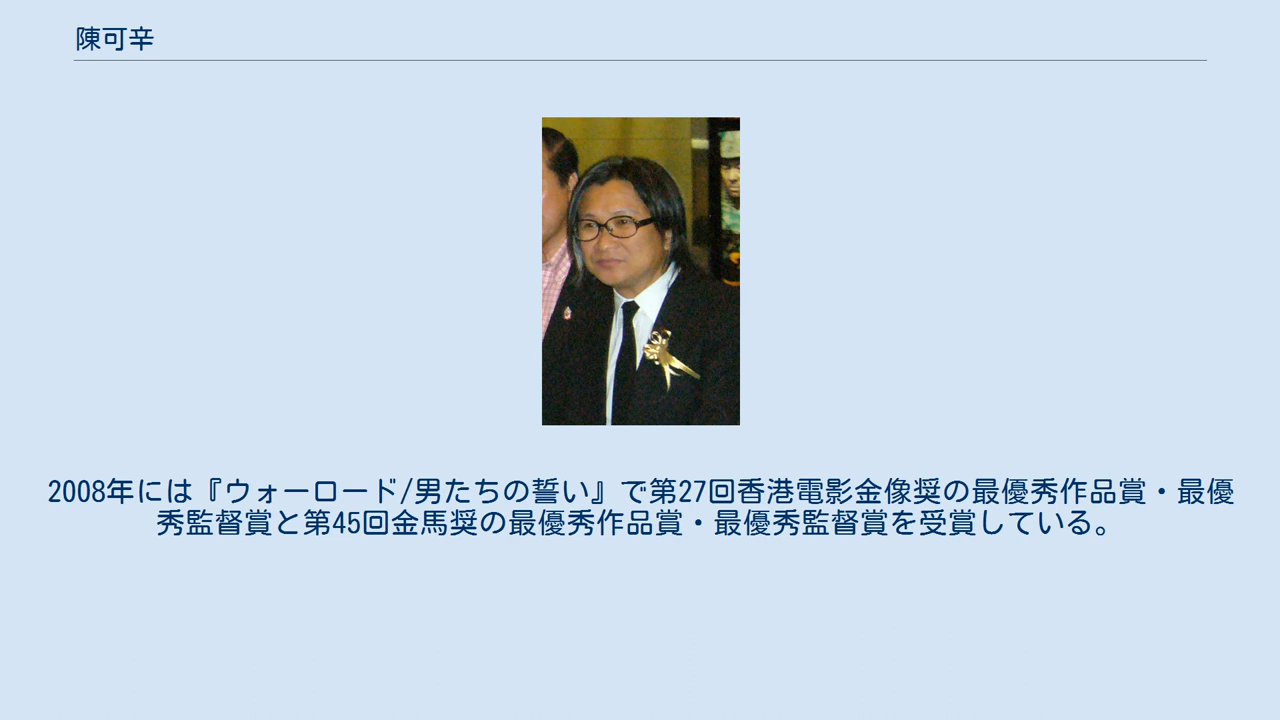 陳可辛
2008年には『ウォーロード/男たちの誓い』で第27回香港電影金像奨の最優秀作品賞・最優
秀監督賞と第45回金馬奨の最優秀作品賞・最優秀監督賞を受賞している。